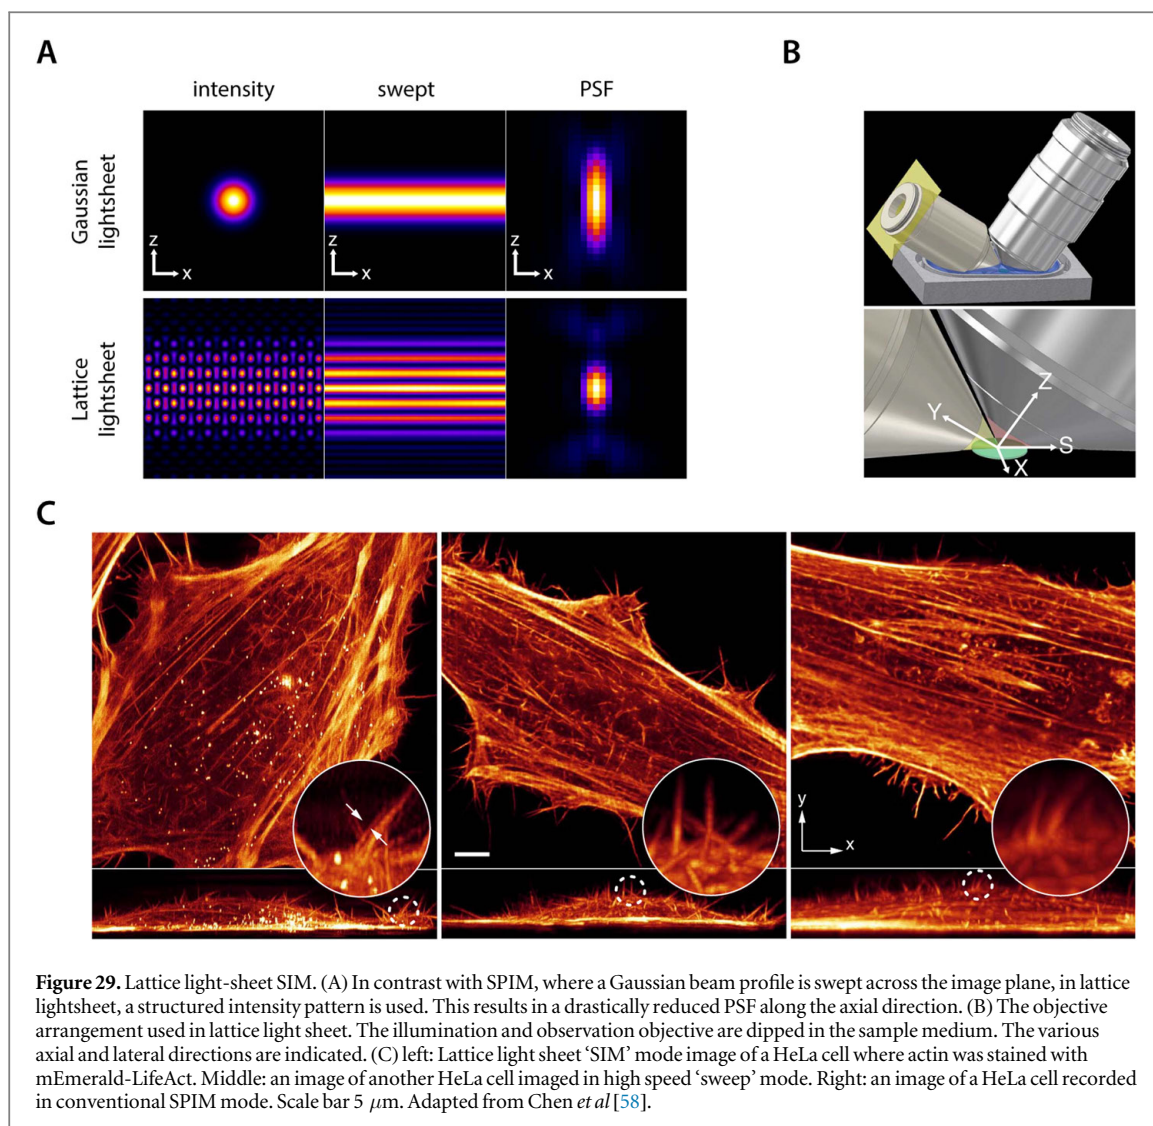 A
B
intensity
swept
PSF
Gaussian
lightsheet
z
x
z
x
z
x
Lattice
lightsheet
z
x
z
x
z
x
Z
Y
S
X
C
y
x
Figure 29. Lattice light-sheet SIM. (A) In contrast with SPIM, where a Gaussian beam profile is swept across the image plane, in lattice
lightsheet, a structured intensity pattern is used. This results in a drastically reduced PSF along the axial direction. (B) The objective
arrangement used in lattice light sheet. The illumination and observation objective are dipped in the sample medium. The various
axial and lateral directions are indicated. (C) left: Lattice light sheet ‘SIM’ mode image of a HeLa cell where actin was stained with
mEmerald-LifeAct. Middle: an image of another HeLa cell imaged in high speed ‘sweep’ mode. Right: an image of a HeLa cell recorded
in conventional SPIM mode. Scale bar 5 μm. Adapted from Chen et al [58].